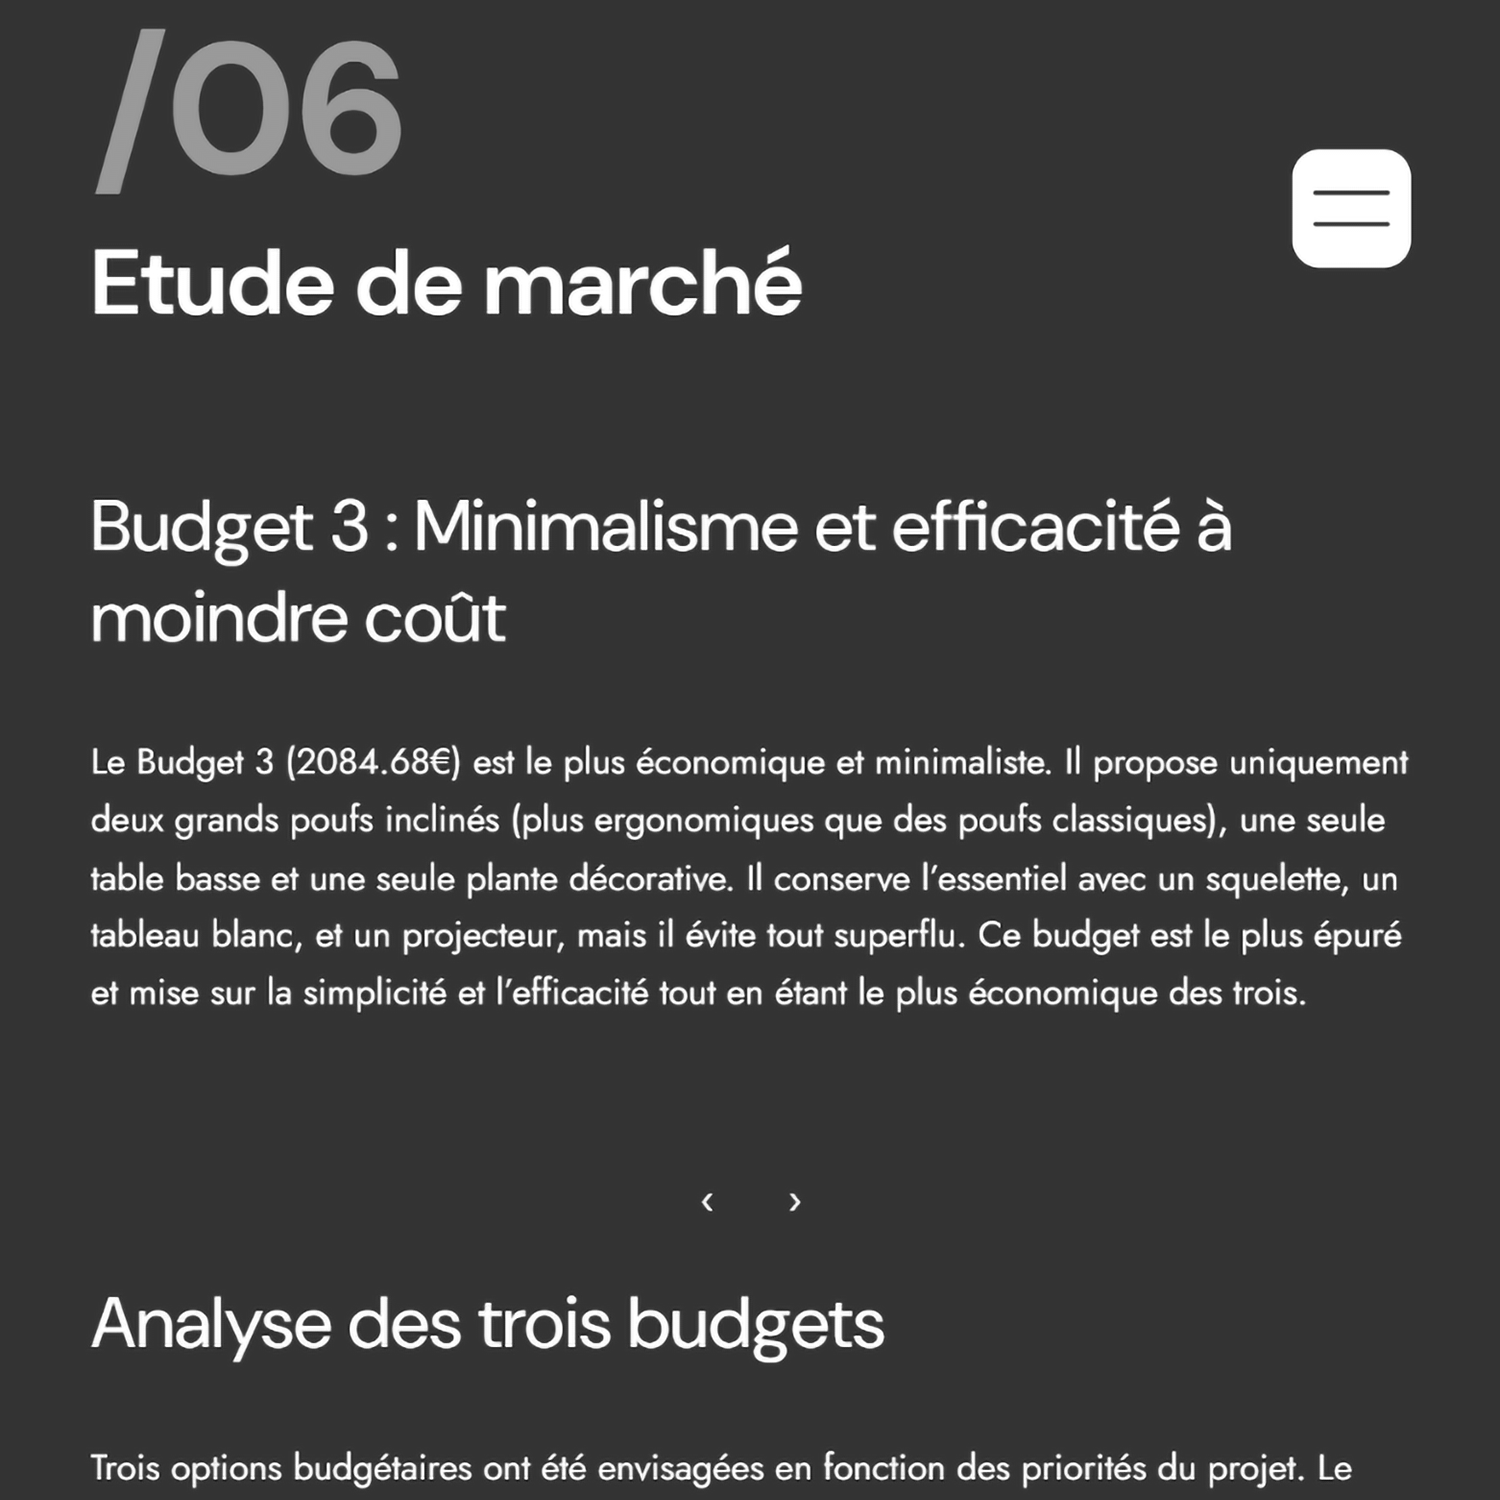 /06
Etude de marché
Budget 3 : Minimalisme et efficacité à
moindre coût
Le Budget 3 (2084.68€) est le plus économique et minimaliste. Il propose uniquement
deux grands poufs inclinés (plus ergonomiques que des poufs classiques), une seule
table basse et une seule plante décorative. Il conserve l’essentiel avec un squelette, un
tableau blanc, et un projecteur, mais il évite tout superflu. Ce budget est le plus épuré
et mise sur la simplicité et l’efficacité tout en étant le plus économique des trois.
‹ ›
Analyse des trois budgets
Trois options budgétaires ont été envisagées en fonction des priorités du projet. Le